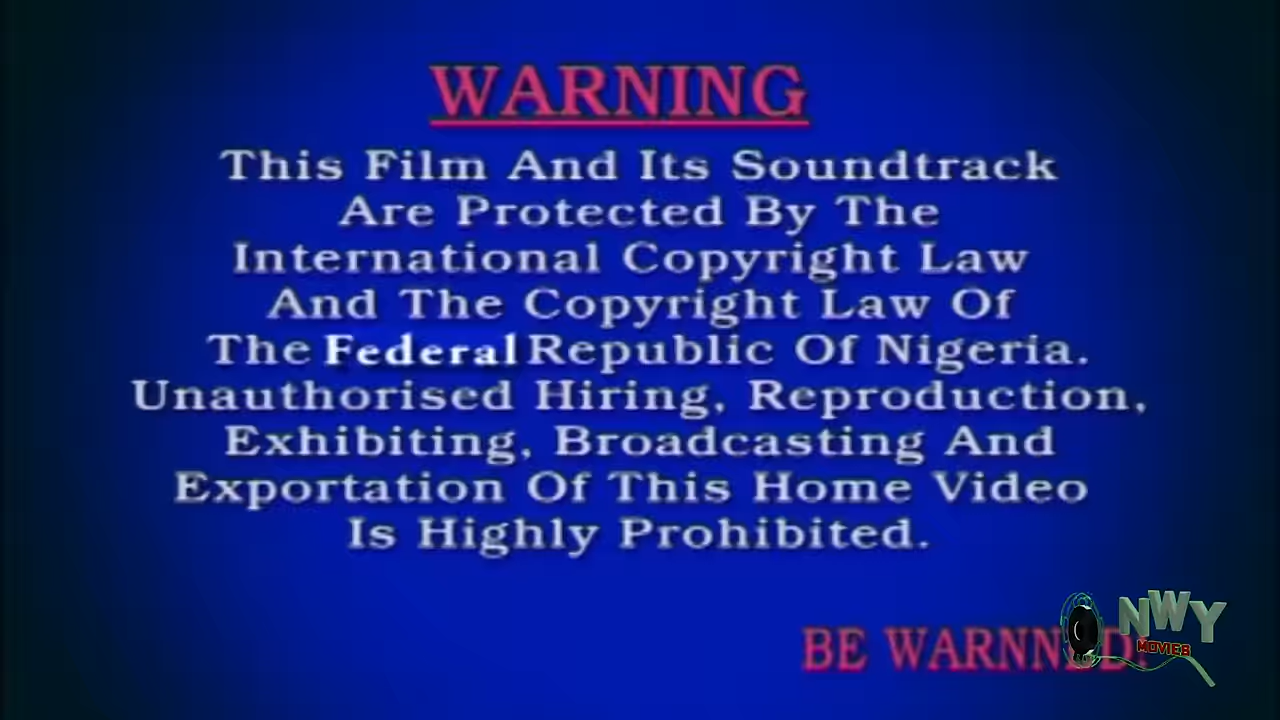 WARNING
This Film And Its Soundtrack
Are Protected By The
International Copyright Law
And The Copyright Law Of
The Federal Republic Of Nigeria.
Unauthorised Hiring, Reproduction,
Exhibiting, Broadcasting And
Exportation Of This Home Video
Is Highly Prohibited.
BE WARNNED!
NWY
MOVIES